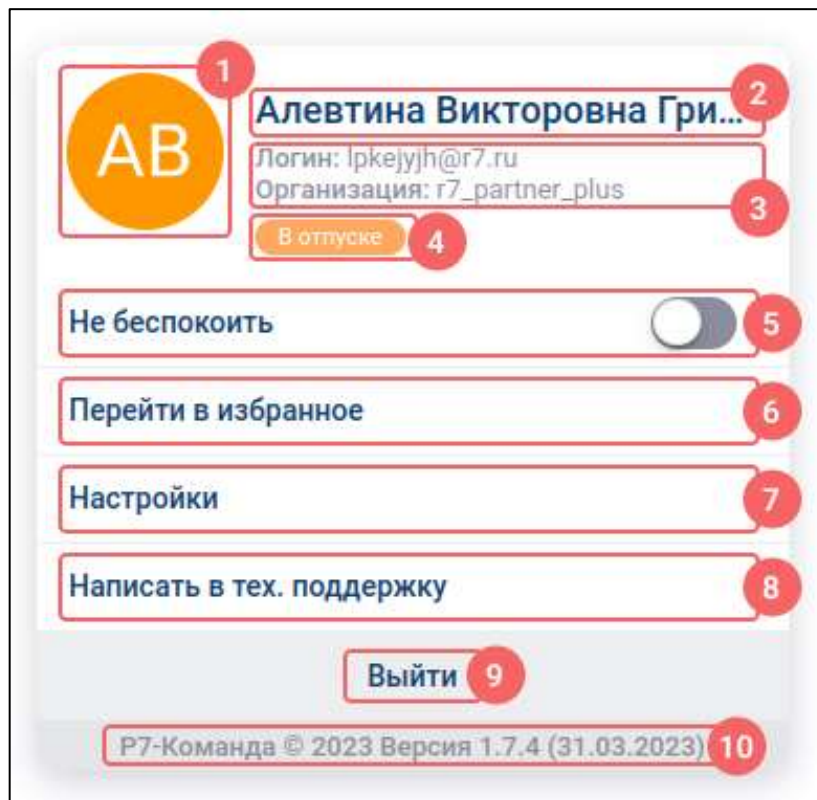 1
АВ
Алевтина Викторовна Гри...
2
Логин: lpkejyjh@r7.ru
Организация: r7_partner_plus
3
В отпуске
4
Не беспокоить
5
Перейти в избранное
6
Настройки
7
Написать в тех. поддержку
8
Выйти
9
Р7-Команда © 2023 Версия 1.7.4 (31.03.2023)
10